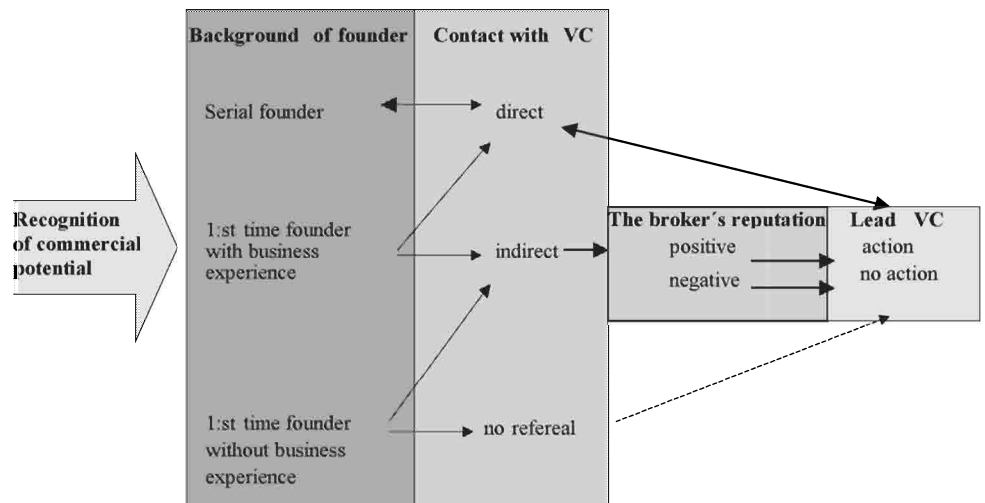 Background of founder
Contact with VC
Serial founder
direct
Recognition
of commercial
potential
1:st time founder
with business
experience
indirect
The broker´s reputation
positive
negative
Lead VC
action
no action
1:st time founder
without business
experience
no refereal